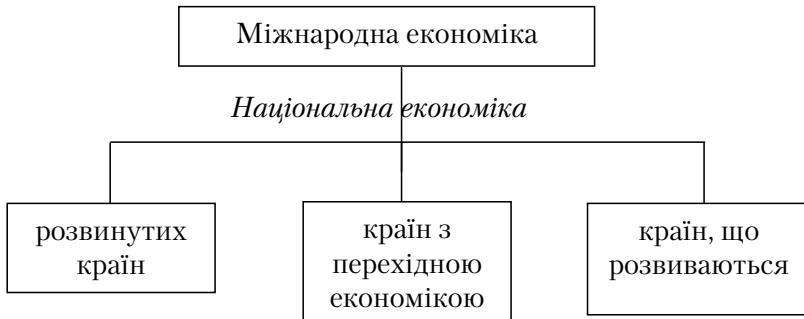 Міжнародна економіка
Національна економіка
розвинутих
країн
країн з
перехідною
економікою
країн, що
розвиваються